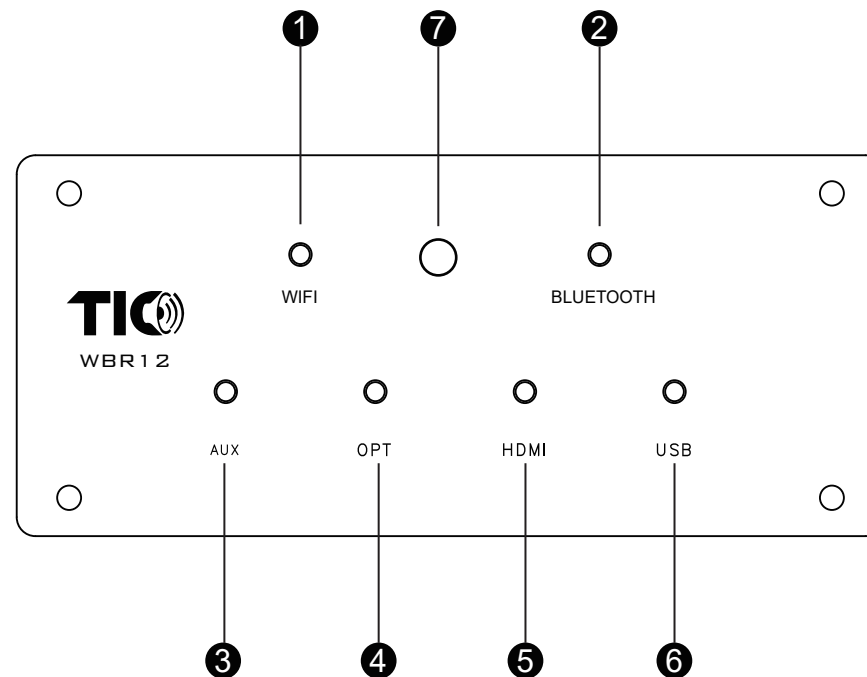 1 7 2
WIFI BLUETOOTH
TIC
WBR12
AUX OPT HDMI USB
3 4 5 6